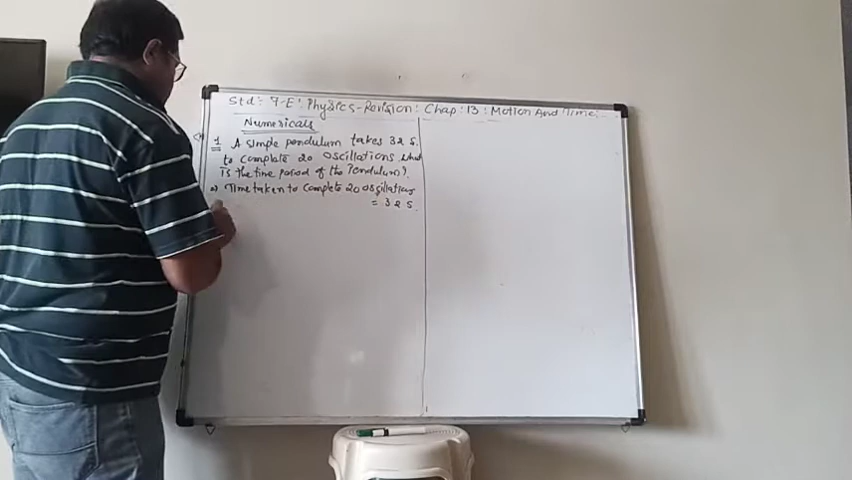 Std: 7-E: Physics-Revision: Chap: 13: Motion And Time:
Numericals
1 A simple pendulum takes 32 s.
to complete 20 oscillations. what
is the time period of the Pendulum?
a) Time taken to complete 20 oscillations
= 32 s.